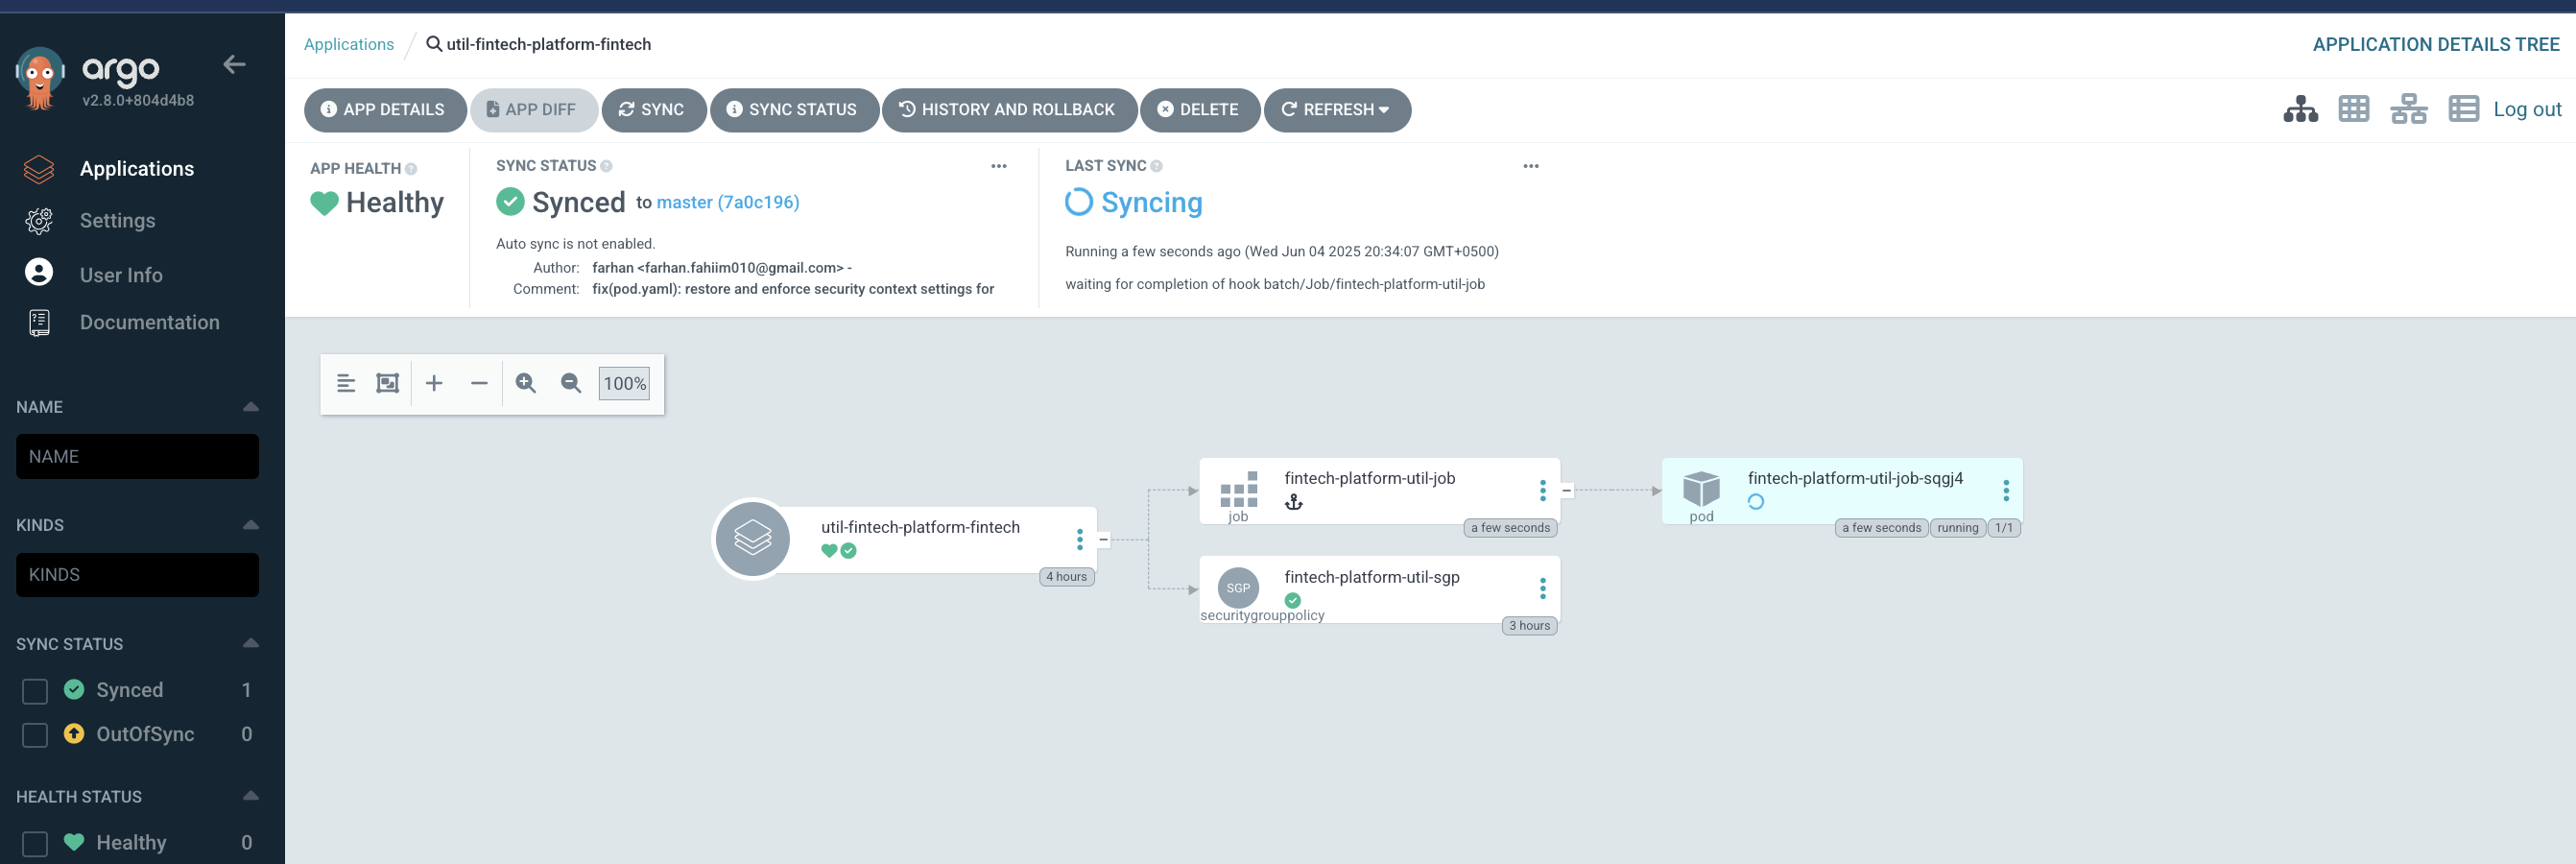 Applications / util-fintech-platform-fintech
APPLICATION DETAILS TREE
argo
v2.8.0+804d4b8
APP DETAILS
APP DIFF
SYNC
SYNC STATUS
HISTORY AND ROLLBACK
DELETE
REFRESH
Log out
Applications
Settings
User Info
Documentation
APP HEALTH
Healthy
SYNC STATUS
Synced to master (7a0c196)
Auto sync is not enabled.
Author: farhan <farhan.fahiim010@gmail.com> -
Comment: fix(pod.yaml): restore and enforce security context settings for
LAST SYNC
Syncing
Running a few seconds ago (Wed Jun 04 2025 20:34:07 GMT+0500)
waiting for completion of hook batch/Job/fintech-platform-util-job
100%
NAME
NAME
KINDS
KINDS
SYNC STATUS
Synced 1
OutOfSync 0
HEALTH STATUS
Healthy 0
util-fintech-platform-fintech
4 hours
fintech-platform-util-job
job
a few seconds
SGP
fintech-platform-util-sgp
securitygrouppolicy
3 hours
fintech-platform-util-job-sqgj4
pod
a few seconds
running
1/1